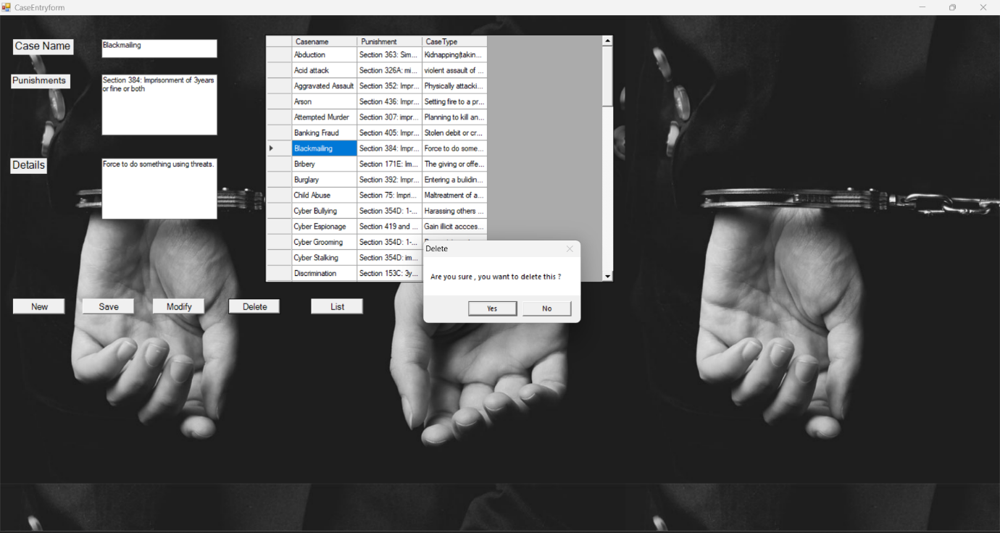 CaseEntryform
Case Name
Blackmailing
Punishments
Section 384: Imprisonment of 3years
or fine or both
Details
Force to do something using threats.
Casename Punishment CaseType
Abduction Section 363: Sim... Kidnapping(takin...
Acid attack Section 326A: mi... violent assault of ...
Aggravated Assault Section 352: Impr... Physically attacki...
Arson Section 436: Impr... Setting fire to a pr...
Attempted Murder Section 307: impr... Planning to kill an...
Banking Fraud Section 405: Impr... Stolen debit or cr...
Blackmailing Section 384: Impr... Force to do some...
Bribery Section 171E: Im... The giving or offe...
Burglary Section 392: Impr... Entering a bulidin...
Child Abuse Section 75: Impri... Maltreatment of a...
Cyber Bullying Section 354D: 1-... Harassing others ...
Cyber Espionage Section 419 and ... Gain illicit accces...
Cyber Grooming Section 354D: 1-...
Cyber Stalking Section 354D: im...
Discrimination Section 153C: 3y...
Delete
Are you sure , you want to delete this ?
Yes No
New Save Modify Delete List